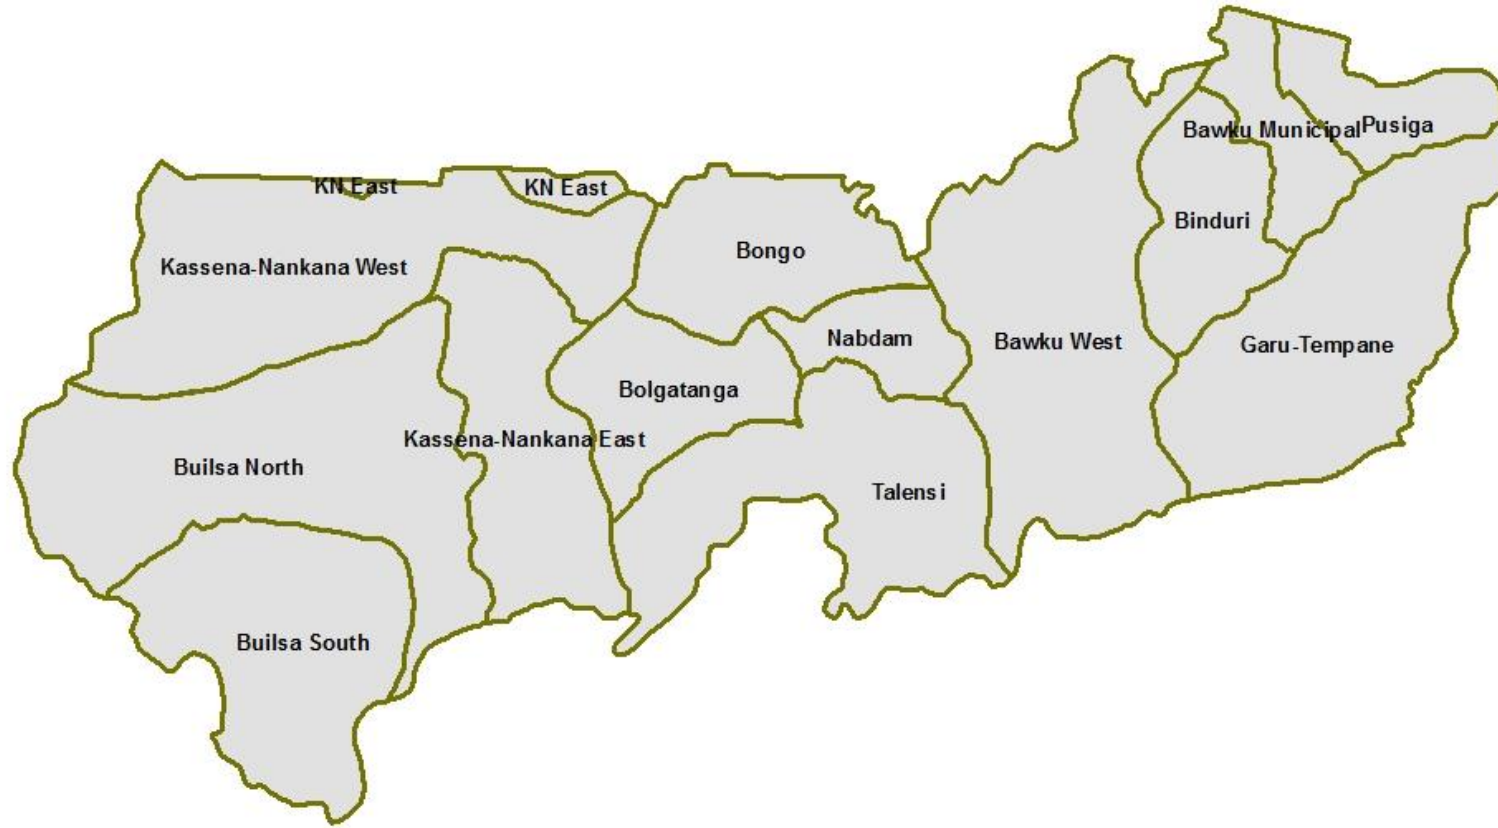 Bawku Municipal
Pusiga
KN East
KN East
Binduri
Bongo
Kassena-Nankana West
Nabdam
Bawku West
Garu-Tempane
Bolgatanga
Kassena-Nankana East
Builsa North
Talensi
Builsa South